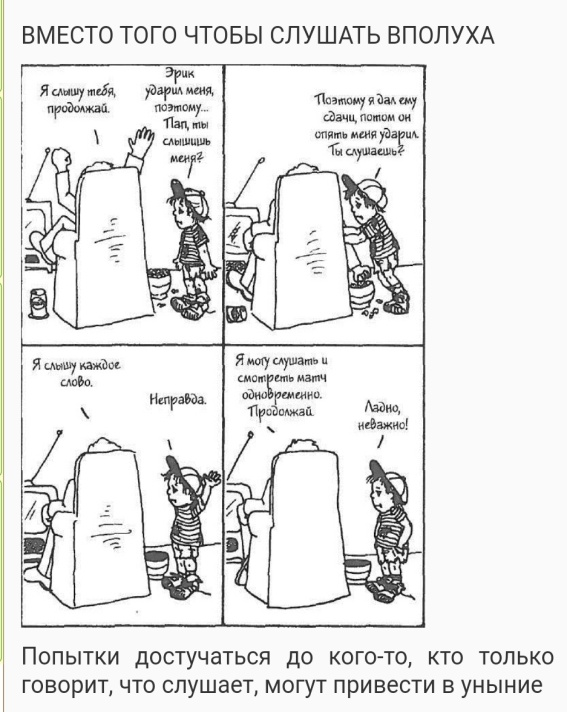 ВМЕСТО ТОГО ЧТОБЫ СЛУШАТЬ ВПОЛУХА
Я слышу тебя,
продолжай.
Эрик
ударил меня,
поэтому...
Пап, ты
слышишь
меня?
Поэтому я дал ему
сдачи, потом он
опять меня ударил.
Ты слушаешь?
Я слышу каждое
слово.
Неправда.
Я могу слушать и
смотреть матч
одновременно.
Продолжай
Ладно,
неважно!
Попытки достучаться до кого-то, кто только
говорит, что слушает, могут привести в уныние